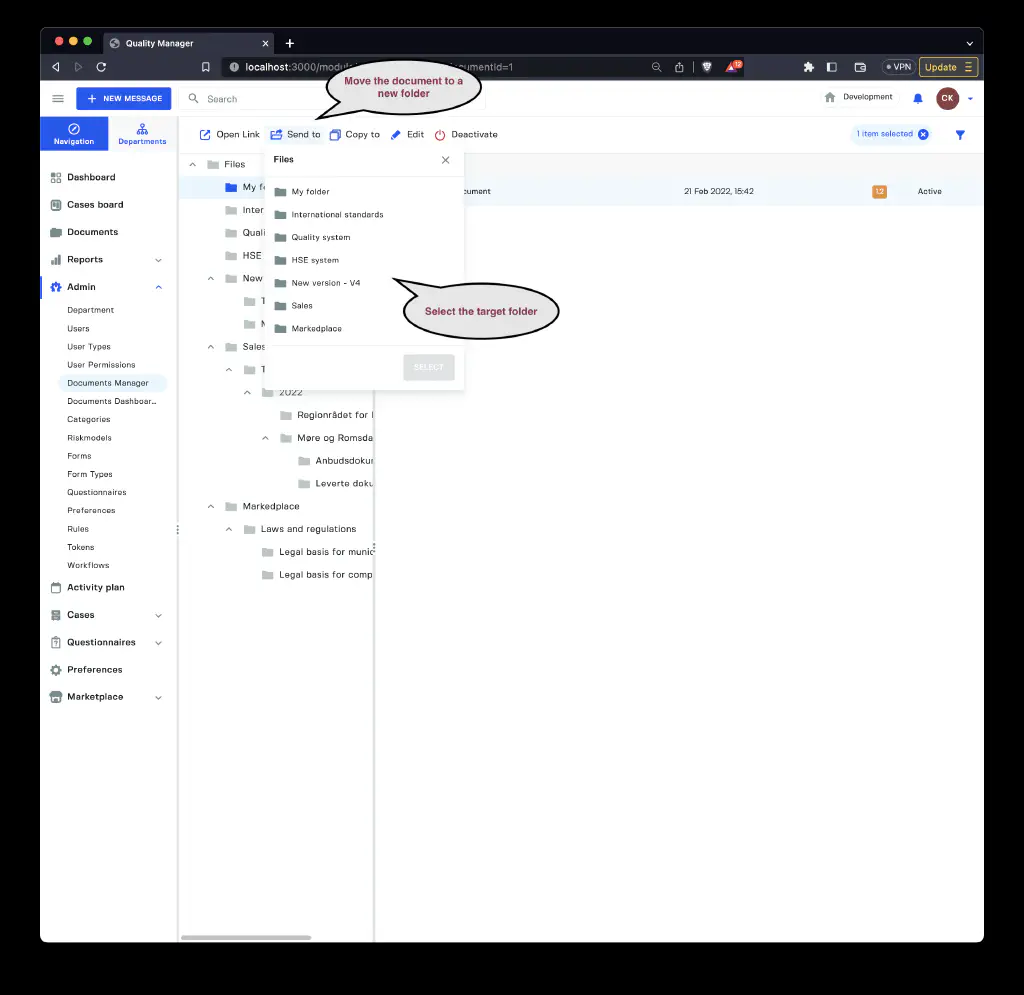 Quality Manager
localhost:3000/modul
cumentId=1
12
VPN
Update
Move the document to a
new folder
NEW MESSAGE
Search
Development
CK
Navigation
Departments
Open Link
Send to
Copy to
Edit
Deactivate
1 item selected
Dashboard
Cases board
Documents
Reports
Admin
Department
Users
User Types
User Permissions
Documents Manager
Documents Dashboar...
Categories
Riskmodels
Forms
Form Types
Questionnaires
Preferences
Rules
Tokens
Workflows
Activity plan
Cases
Questionnaires
Preferences
Marketplace
Files
My f
Inter
Quali
HSE
New
T
Sales
T
2022
Regionrådet for
Møre og Romsda
Anbudsdokur
Leverte doku
Markedplace
Laws and regulations
Legal basis for munic
Legal basis for comp
Files
My folder
International standards
Quality system
HSE system
New version - V4
Sales
Markedplace
SELECT
Select the target folder
cument
21 Feb 2022, 15:42
1.2
Active